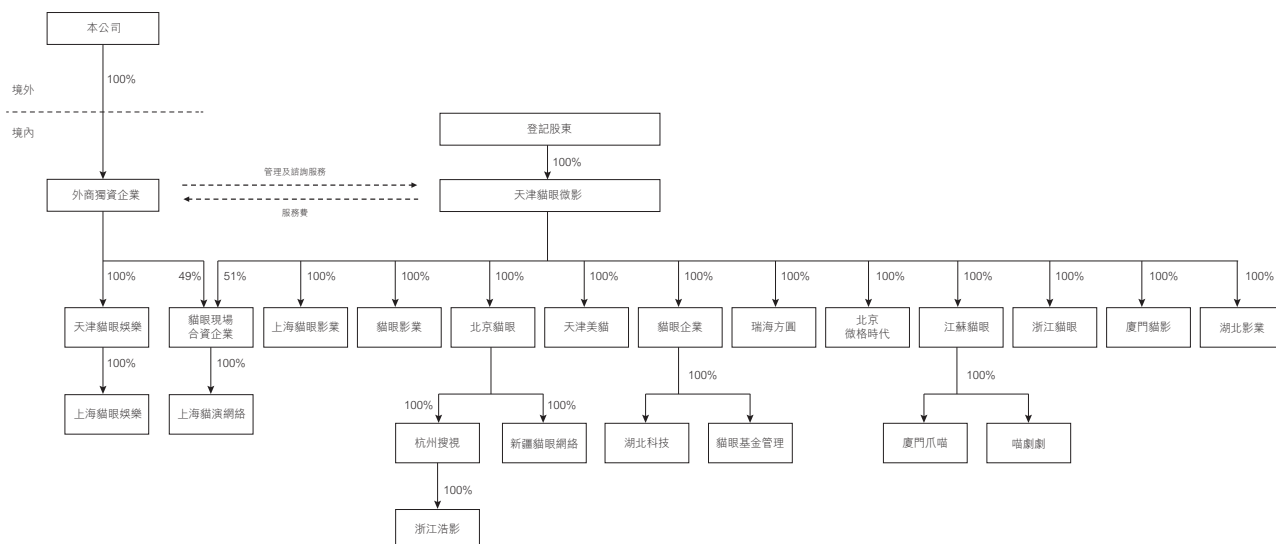 本公司
100%
境外
境內
登記股東
100%
外商獨資企業
管理及諮詢服務
服務費
天津貓眼微影
100%
49%
51%
100%
100%
100%
100%
100%
100%
100%
100%
100%
100%
100%
天津貓眼娛樂
貓眼現場
合資企業
上海貓眼影業
貓眼影業
北京貓眼
天津美貓
貓眼企業
瑞海方圓
北京
微格時代
江蘇貓眼
浙江貓眼
廈門貓影
湖北影業
100%
100%
100%
100%
上海貓眼娛樂
上海貓演網絡
100%
100%
杭州搜視
新疆貓眼網絡
湖北科技
貓眼基金管理
廈門爪喵
喵劇劇
100%
浙江浩影